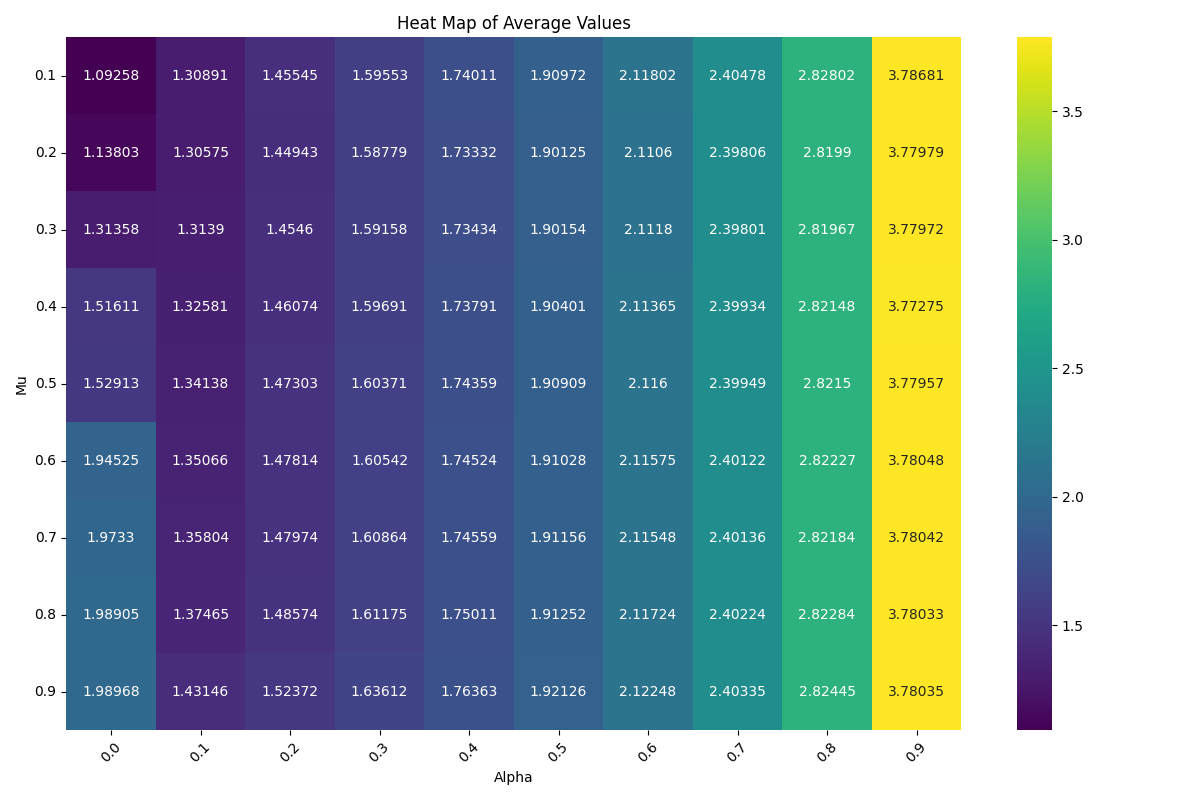 Heat Map of Average Values
0.1 1.09258 1.30891 1.45545 1.59553 1.74011 1.90972 2.11802 2.40478 2.82802 3.78681
3.5
0.2 1.13803 1.30575 1.44943 1.58779 1.73332 1.90125 2.1106 2.39806 2.8199 3.77979
0.3 1.31358 1.3139 1.4546 1.59158 1.73434 1.90154 2.1118 2.39801 2.81967 3.77972
3.0
0.4 1.51611 1.32581 1.46074 1.59691 1.73791 1.90401 2.11365 2.39934 2.82148 3.77275
2.5
Mu
0.5 1.52913 1.34138 1.47303 1.60371 1.74359 1.90909 2.116 2.39949 2.8215 3.77957
0.6 1.94525 1.35066 1.47814 1.60542 1.74524 1.91028 2.11575 2.40122 2.82227 3.78048
2.0
0.7 1.9733 1.35804 1.47974 1.60864 1.74559 1.91156 2.11548 2.40136 2.82184 3.78042
0.8 1.98905 1.37465 1.48574 1.61175 1.75011 1.91252 2.11724 2.40224 2.82284 3.78033
1.5
0.9 1.98968 1.43146 1.52372 1.63612 1.76363 1.92126 2.12248 2.40335 2.82445 3.78035
0.0 0.1 0.2 0.3 0.4 0.5 0.6 0.7 0.8 0.9
Alpha